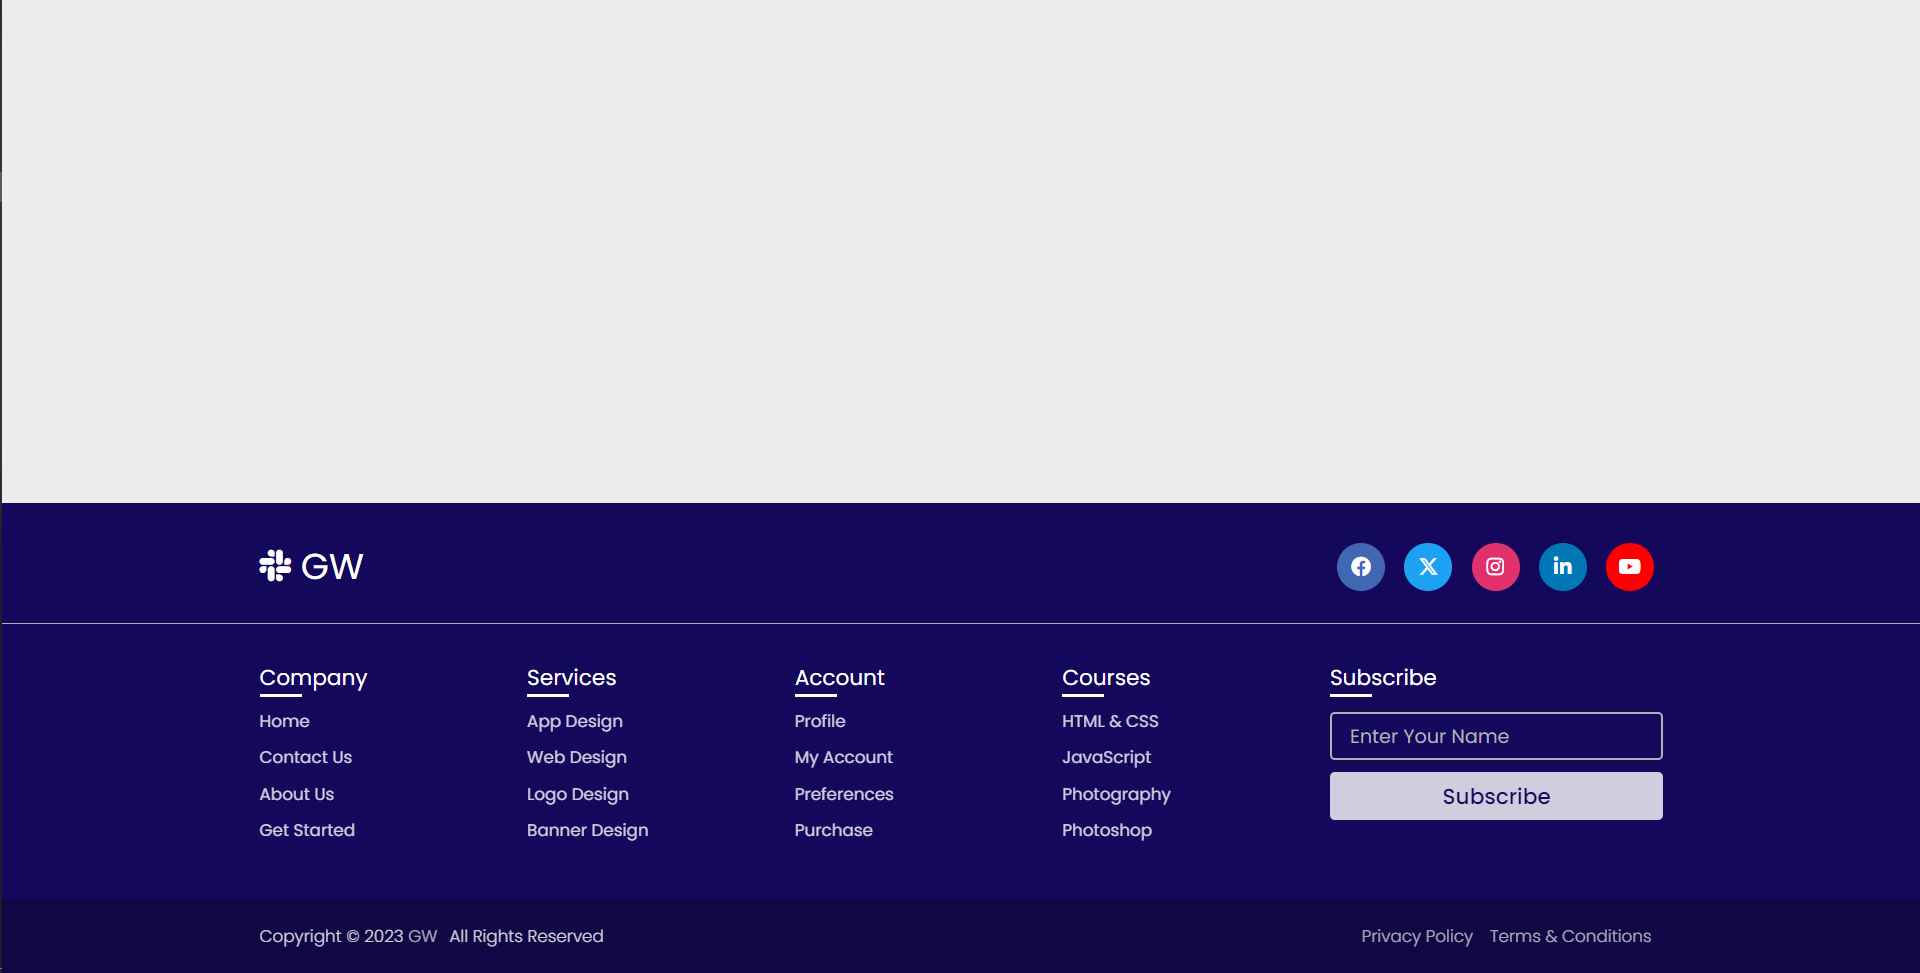 GW
Company
Home
Contact Us
About Us
Get Started
Services
App Design
Web Design
Logo Design
Banner Design
Account
Profile
My Account
Preferences
Purchase
Courses
HTML & CSS
JavaScript
Photography
Photoshop
Subscribe
Enter Your Name
Subscribe
Copyright © 2023 GW All Rights Reserved
Privacy Policy Terms & Conditions